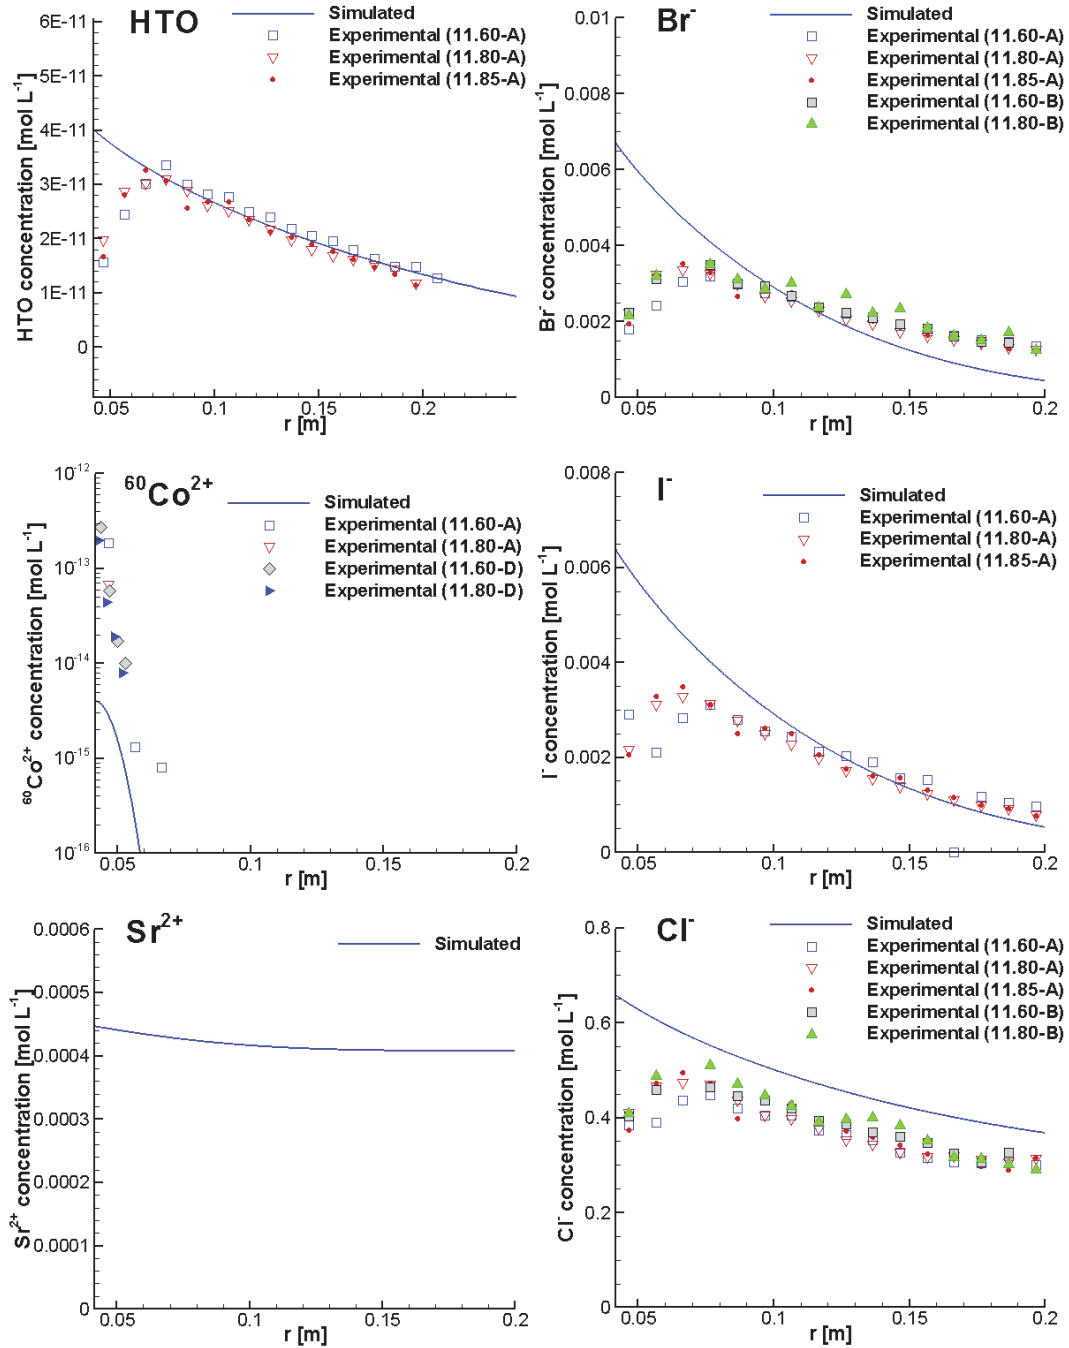 HTO
Simulated
Experimental (11.60-A)
Experimental (11.80-A)
Experimental (11.85-A)
6E-11
5E-11
4E-11
3E-11
2E-11
1E-11
0
HTO concentration [mol L⁻¹]
0.05 0.1 0.15 0.2
r [m]
Br⁻
Simulated
Experimental (11.60-A)
Experimental (11.80-A)
Experimental (11.85-A)
Experimental (11.60-B)
Experimental (11.80-B)
0.01
0.008
0.006
0.004
0.002
0
Br⁻ concentration [mol L⁻¹]
0.05 0.1 0.15 0.2
r [m]
⁶⁰Co²⁺
Simulated
Experimental (11.60-A)
Experimental (11.80-A)
Experimental (11.60-D)
Experimental (11.80-D)
10⁻¹²
10⁻¹³
10⁻¹⁴
10⁻¹⁵
10⁻¹⁶
⁶⁰Co²⁺ concentration [mol L⁻¹]
0.05 0.1 0.15 0.2
r [m]
I⁻
Simulated
Experimental (11.60-A)
Experimental (11.80-A)
Experimental (11.85-A)
0.008
0.006
0.004
0.002
0
I⁻ concentration [mol L⁻¹]
0.05 0.1 0.15 0.2
r [m]
Sr²⁺
Simulated
0.0006
0.0005
0.0004
0.0003
0.0002
0.0001
0
Sr²⁺ concentration [mol L⁻¹]
0.05 0.1 0.15 0.2
r [m]
Cl⁻
Simulated
Experimental (11.60-A)
Experimental (11.80-A)
Experimental (11.85-A)
Experimental (11.60-B)
Experimental (11.80-B)
0.8
0.6
0.4
0.2
0
Cl⁻ concentration [mol L⁻¹]
0.05 0.1 0.15 0.2
r [m]